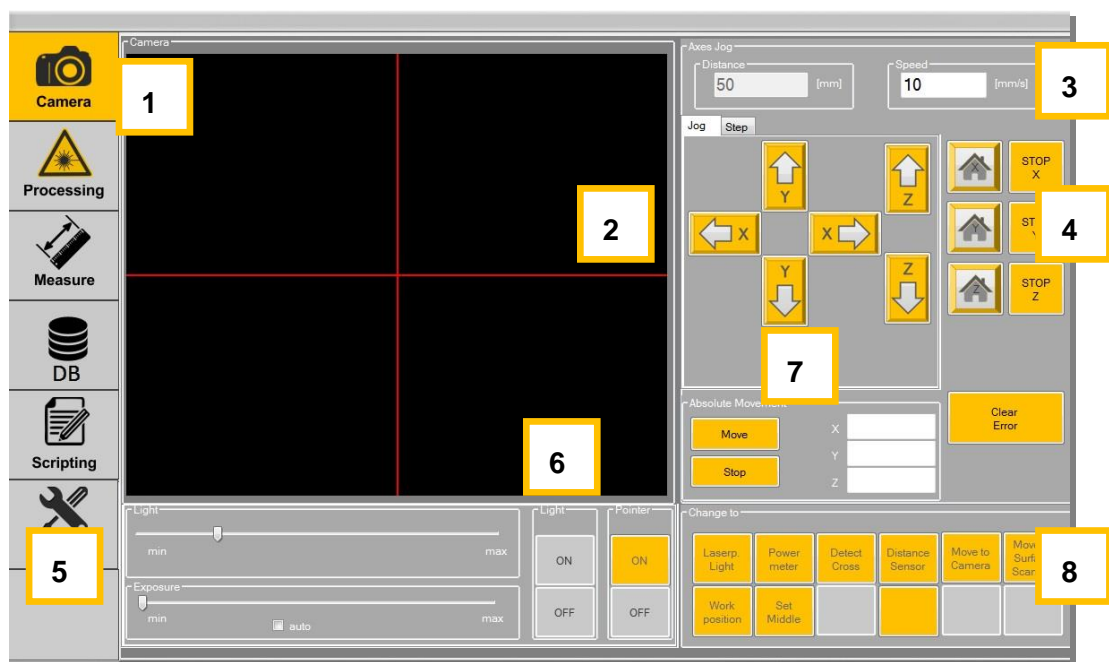 Camera
Processing
Measure
DB
Scripting
1
5
Camera
2
6
Light
min
max
Exposure
min
auto
max
Light
ON
OFF
Pointer
ON
OFF
Axes Jog
Distance
50
[mm]
Speed
10
[mm/s]
3
Jog
Step
Y
Z
X
X
Y
Z
7
X
STOP
X
Y
4
Z
STOP
Z
Absolute
Move
Stop
X
Y
Z
Clear
Error
Change to
Laserp.
Light
Power
meter
Detect
Cross
Distance
Sensor
Move to
Camera
Work
position
Set
Middle
8